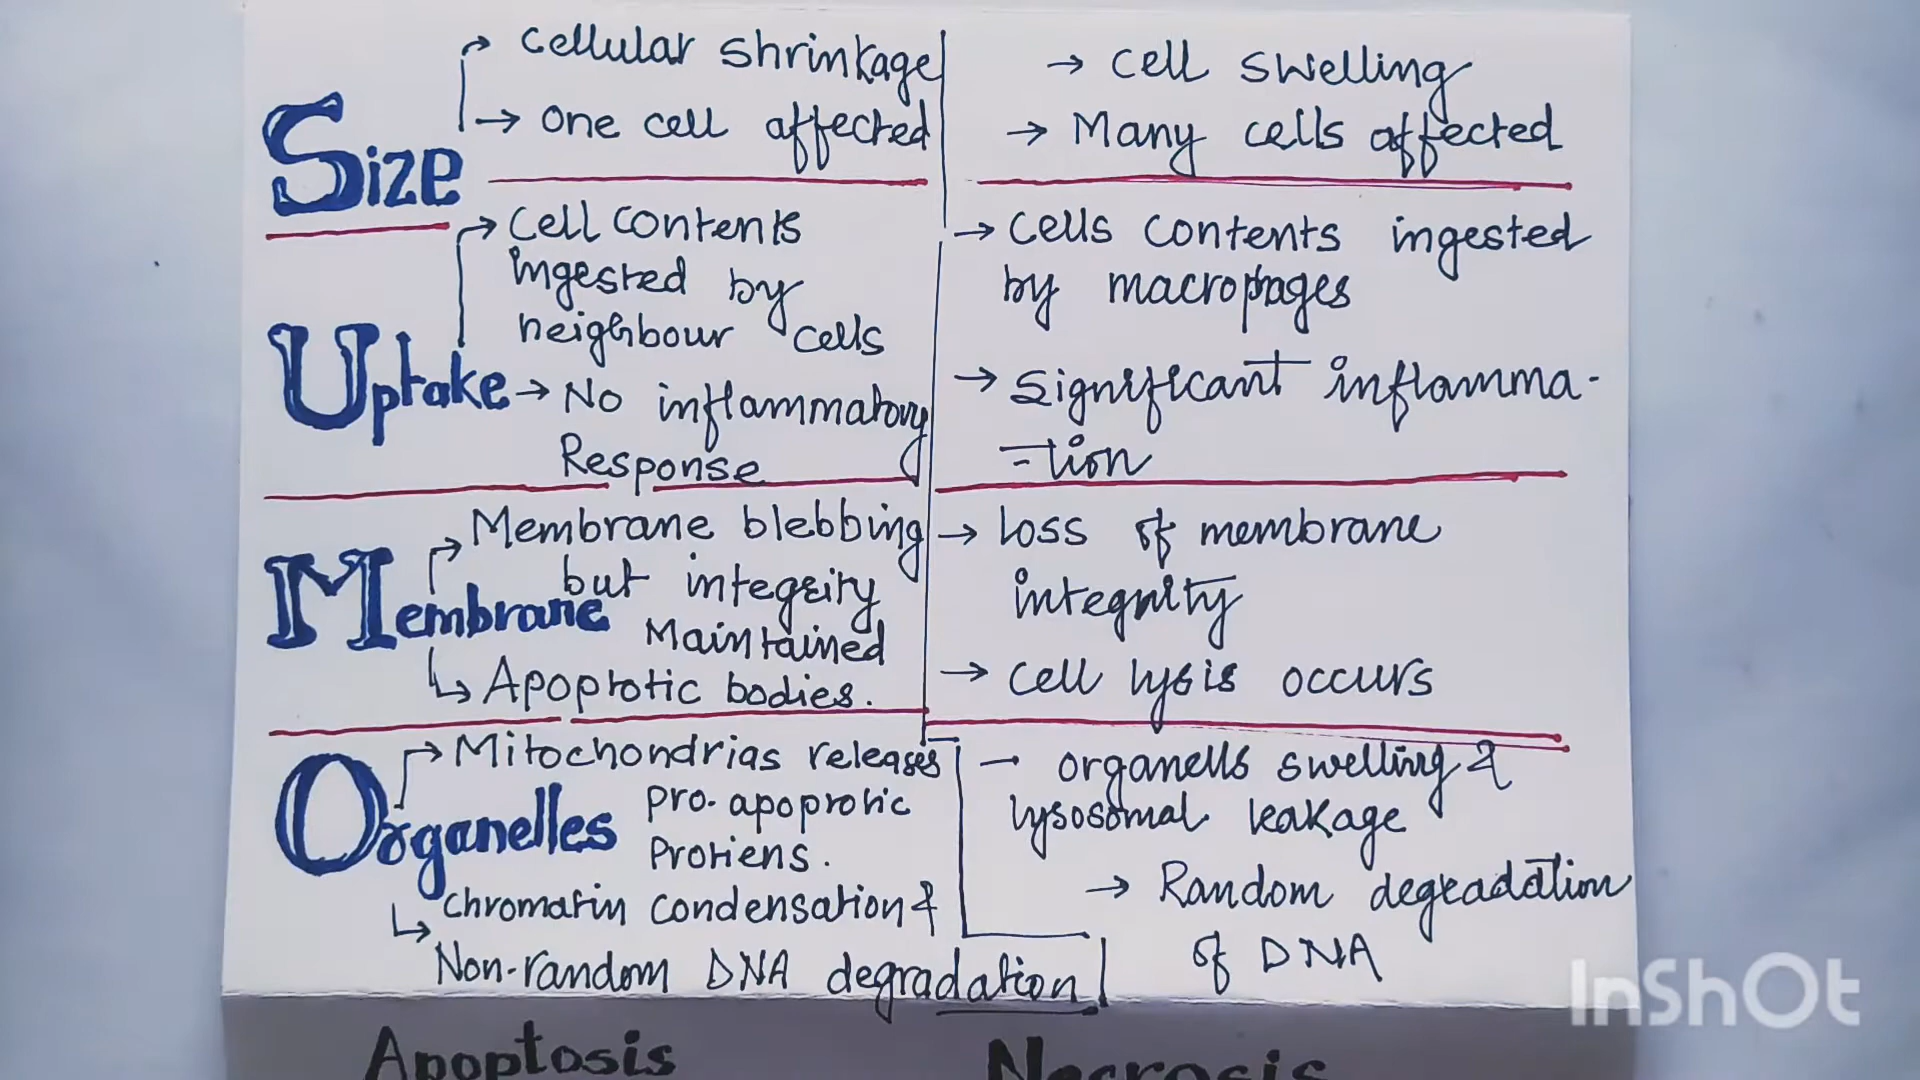 cellular shrinkage
→ one cell affected
Size
→ cell swelling
→ Many cells affected
→ cell contents
ingested by
neighbour cells
Uptake → No inflammatory
Response
→ cells contents ingested
by macrophages
→ significant inflamma-
-tion
→ Membrane blebbing
but integrity
Membrane Maintained
→ Apoptotic bodies.
→ loss of membrane
integrity
→ cell lysis occurs
→ Mitochondrias releases
pro-apoptotic
Organelles
Protiens.
→ chromatin condensation &
Non-random DNA degradation
→ organells swelling &
lysosomal leakage
→ Random degradation
of DNA
Apoptosis
Necrosis
InShOt